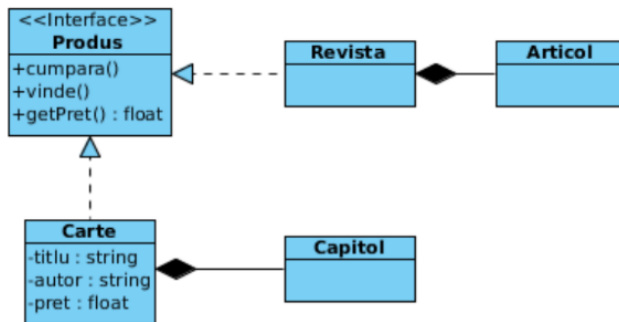 <<Interface>>
Produs
+cumpara()
+vinde()
+getPret() : float
Revista
Articol
Carte
-titlu : string
-autor : string
-pret : float
Capitol